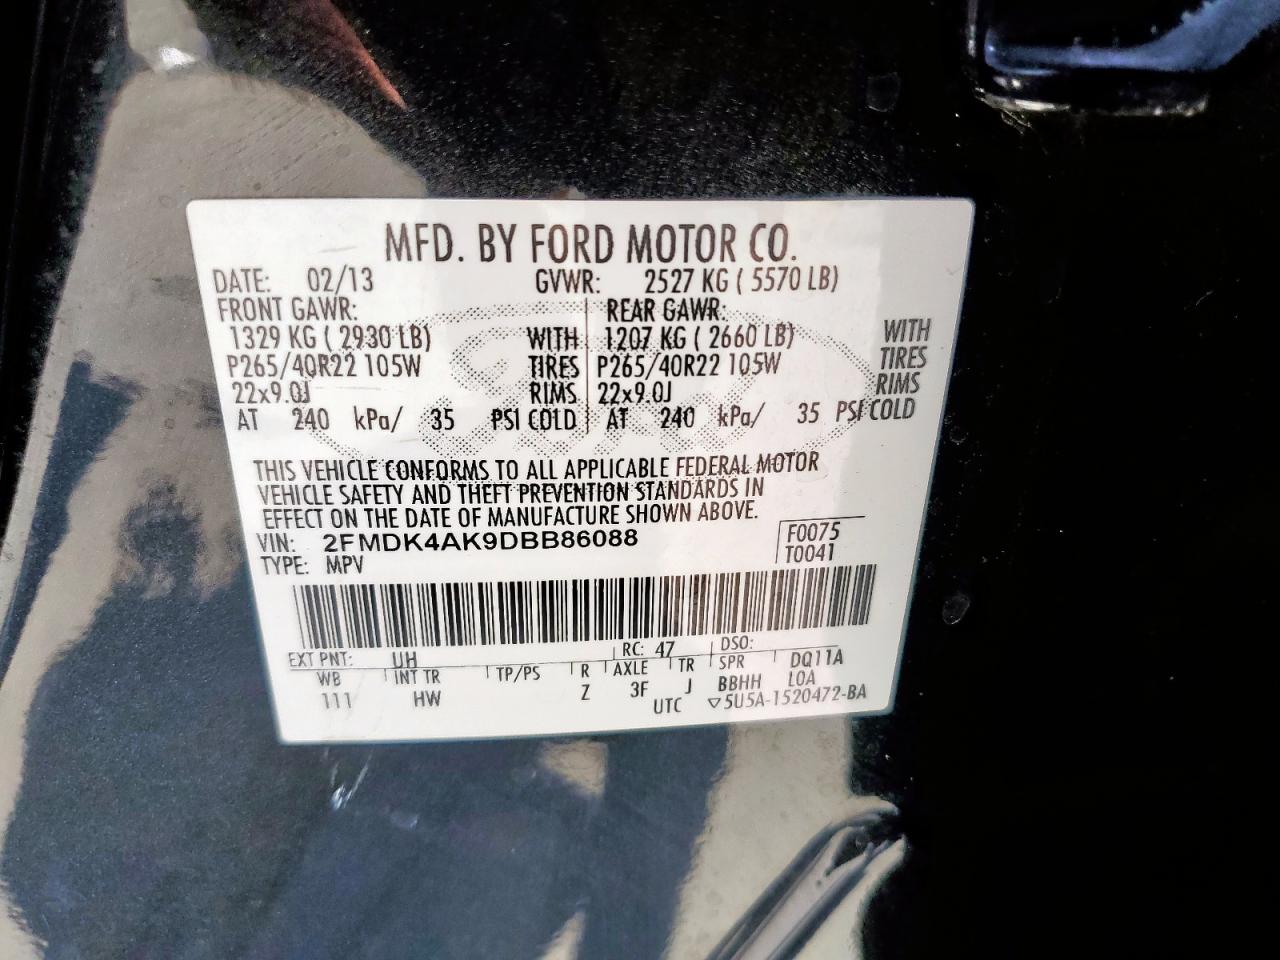 MFD. BY FORD MOTOR CO.
DATE: 02/13 GVWR: 2527 KG ( 5570 LB)
FRONT GAWR: REAR GAWR:
1329 KG ( 2930 LB) WITH 1207 KG ( 2660 LB) WITH
P265/40R22 105W TIRES P265/40R22 105W TIRES
22x9.0J RIMS 22x9.0J RIMS
AT 240 kPa/ 35 PSI COLD AT 240 kPa/ 35 PSI COLD
THIS VEHICLE CONFORMS TO ALL APPLICABLE FEDERAL MOTOR
VEHICLE SAFETY AND THEFT PREVENTION STANDARDS IN
EFFECT ON THE DATE OF MANUFACTURE SHOWN ABOVE.
VIN: 2FMDK4AK9DBB86088 F0075
TYPE: MPV T0041
EXT PNT: UH RC: 47 DSO:
WB INT TR TP/PS R AXLE TR SPR DQ11A
111 HW Z 3F J BBHH LOA
UTC ▽5U5A-1520472-BA